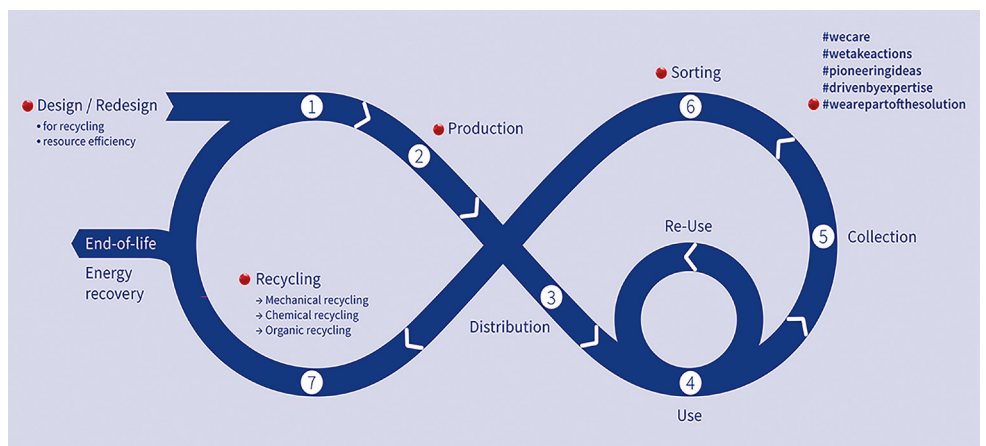 #wecare
#wetakeactions
#pioneeringideas
#drivenbyexpertise
#wearepartofthesolution
Sorting
6
Design / Redesign
• for recycling
• resource efficiency
1
Production
2
Re-Use
5
Collection
End-of-life
Energy
recovery
Recycling
→ Mechanical recycling
→ Chemical recycling
→ Organic recycling
3
Distribution
7
4
Use